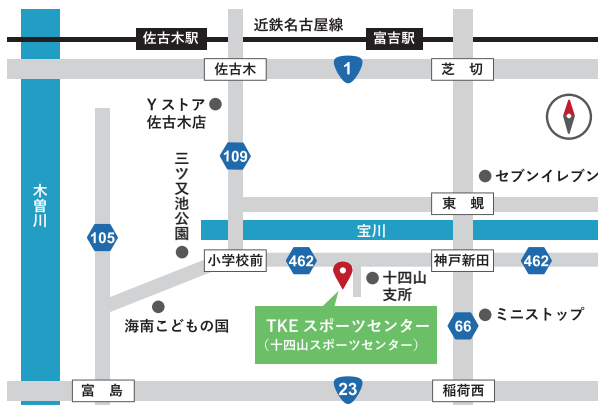 近鉄名古屋線
佐古木駅
富吉駅
佐古木
1
芝切
Yストア
佐古木店
109
三ツ又池公園
セブンイレブン
木曽川
東蜆
宝川
105
小学校前
462
神戸新田
462
十四山
支所
海南こどもの国
TKEスポーツセンター
（十四山スポーツセンター）
66
ミニストップ
富島
23
稲荷西